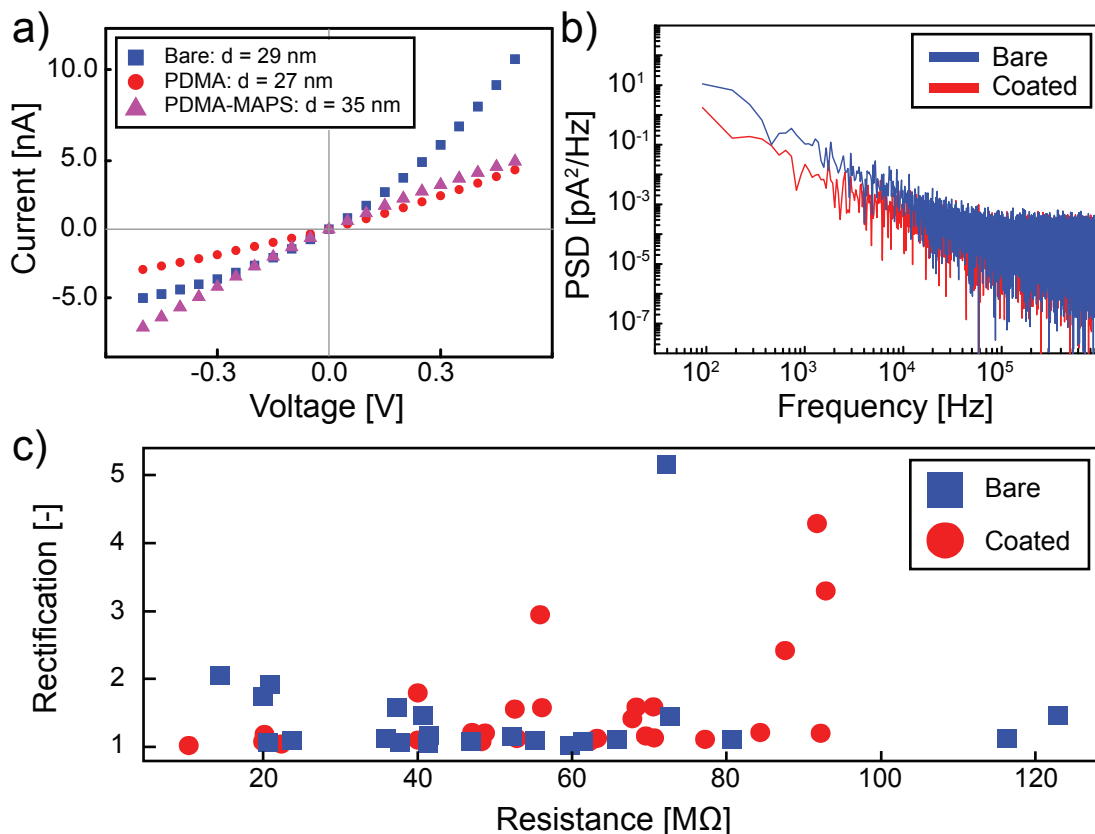 a)
Bare: d = 29 nm
PDMA: d = 27 nm
PDMA-MAPS: d = 35 nm
10.0
5.0
0.0
-5.0
Current [nA]
-0.3
0.0
0.3
Voltage [V]
b)
Bare
Coated
10¹
10⁻¹
10⁻³
10⁻⁵
10⁻⁷
PSD [pA²/Hz]
10²
10³
10⁴
10⁵
Frequency [Hz]
c)
Bare
Coated
5
4
3
2
1
Rectification [-]
20
40
60
80
100
120
Resistance [MΩ]